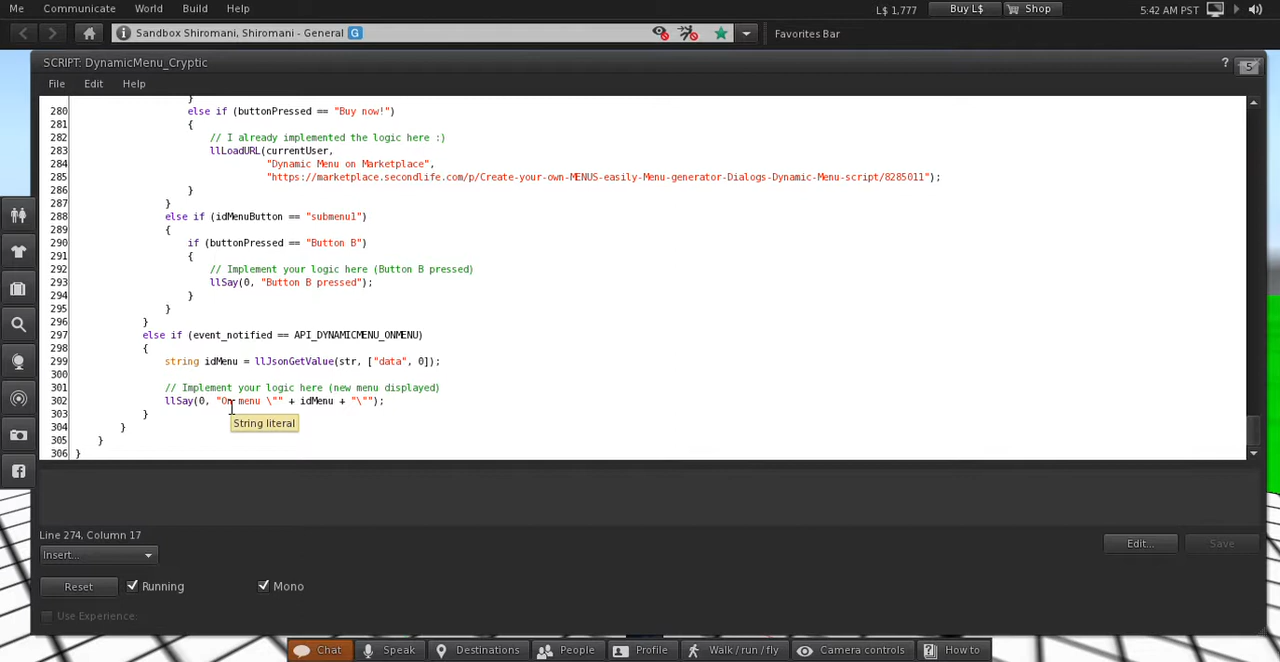 Me Communicate World Build Help L$ 1,777 Buy L$ Shop 5:42 AM PST
Sandbox Shiromani, Shiromani - General G Favorites Bar
SCRIPT: DynamicMenu_Cryptic ? 5
File Edit Help
280 else if (buttonPressed == "Buy now!")
281 {
282 // I already implemented the logic here :)
283 llLoadURL(currentUser,
284 "Dynamic Menu on Marketplace",
285 "https://marketplace.secondlife.com/p/Create-your-own-MENUS-easily-Menu-generator-Dialogs-Dynamic-Menu-script/8285011");
286 }
287 }
288 else if (idMenuButton == "submenu1")
289 {
290 if (buttonPressed == "Button B")
291 {
292 // Implement your logic here (Button B pressed)
293 llSay(0, "Button B pressed");
294 }
295 }
296 }
297 else if (event_notified == API_DYNAMICMENU_ONMENU)
298 {
299 string idMenu = llJsonGetValue(str, ["data", 0]);
300
301 // Implement your logic here (new menu displayed)
302 llSay(0, "On menu \"" + idMenu + "\"");
303 }
304 }
305 }
306 }
String literal
Line 274, Column 17
Insert... Edit... Save
Reset Running Mono
Use Experience:
Chat Speak Destinations People Profile Walk / run / fly Camera controls How to